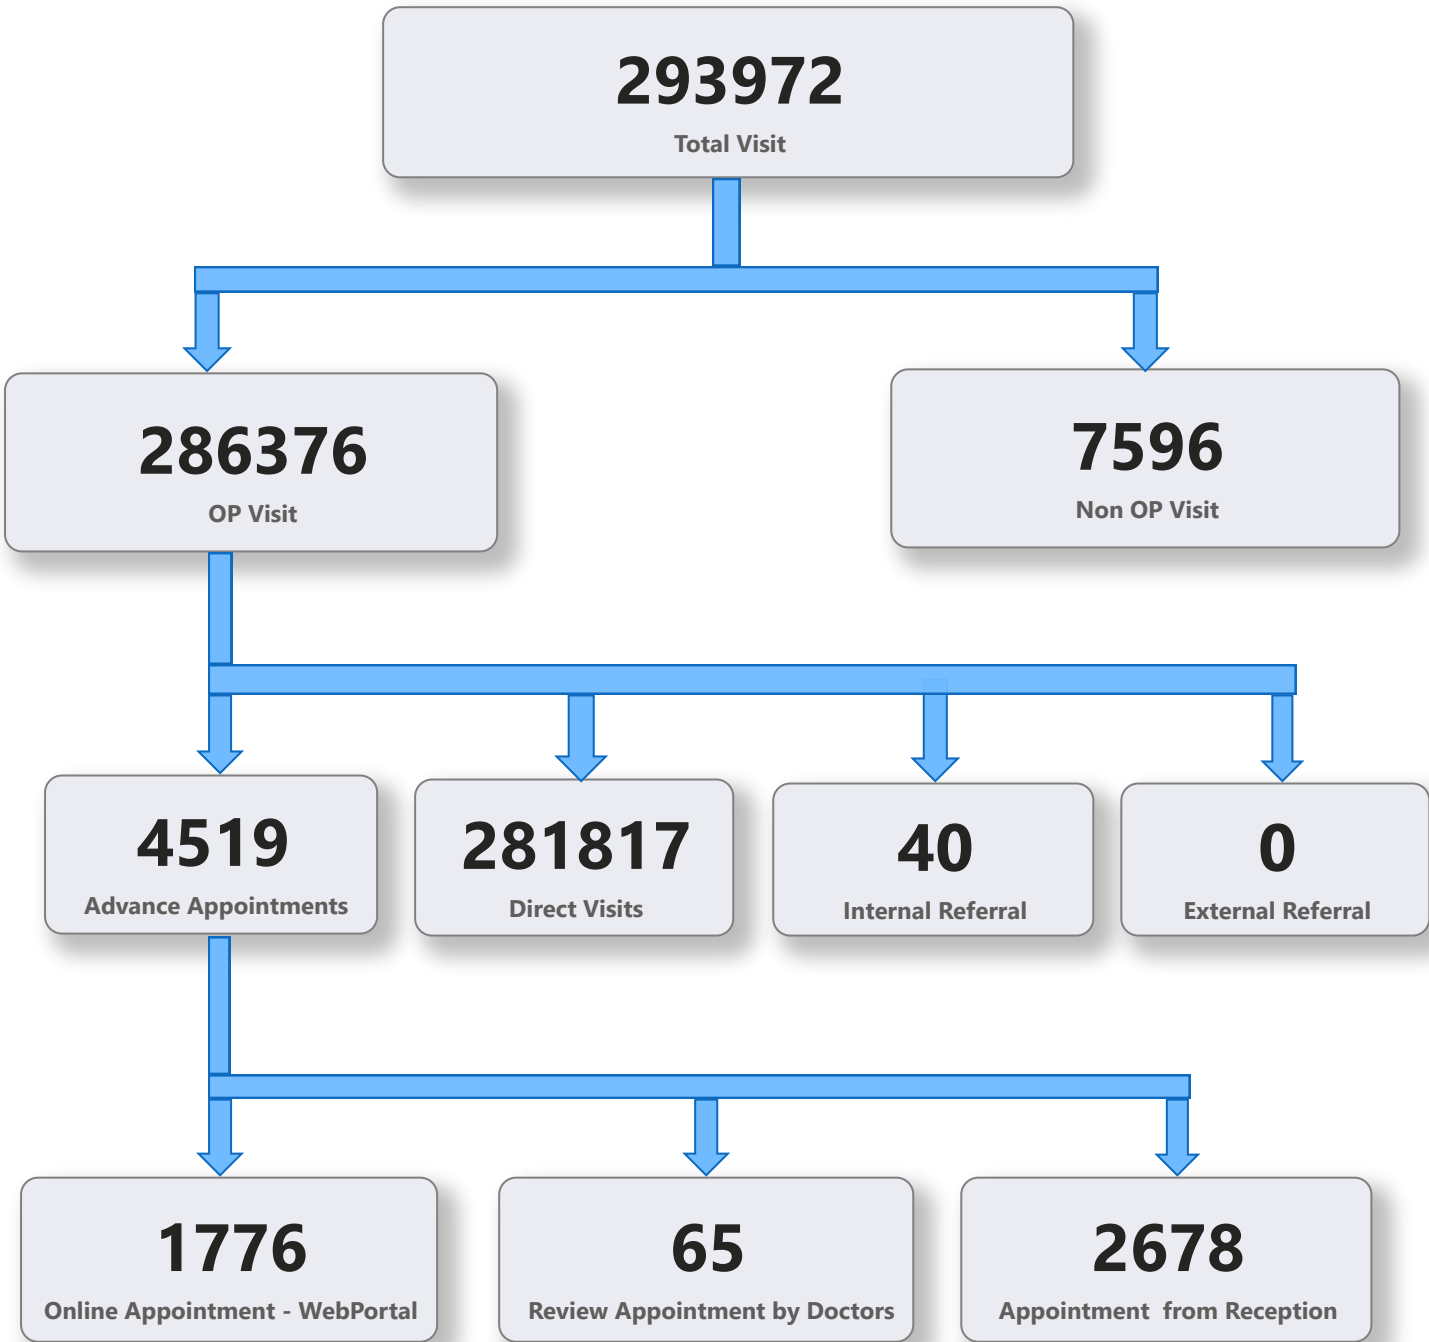 293972
Total Visit
286376
OP Visit
7596
Non OP Visit
4519
Advance Appointments
281817
Direct Visits
40
Internal Referral
0
External Referral
1776
Online Appointment - WebPortal
65
Review Appointment by Doctors
2678
Appointment  from Reception